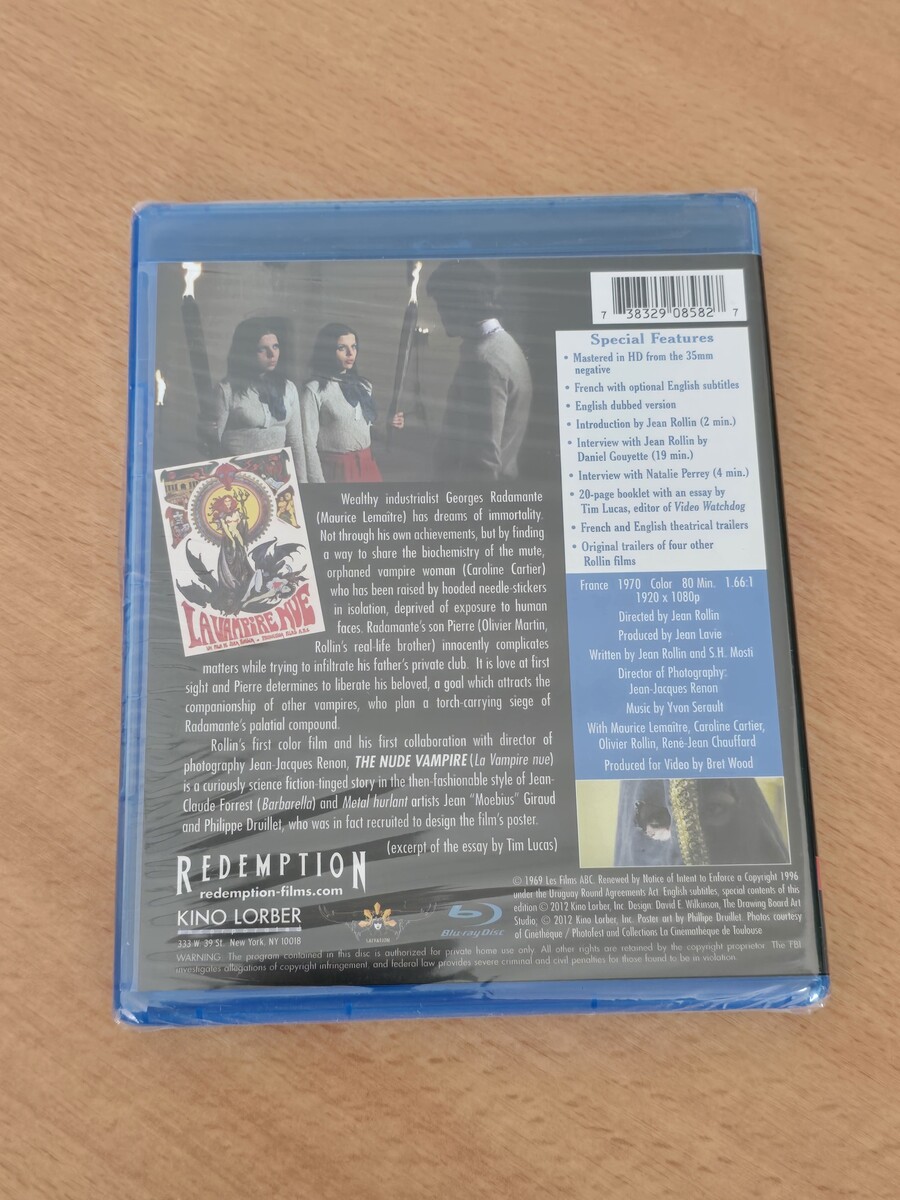 7 38329 08582 7
Special Features
• Mastered in HD from the 35mm
negative
• French with optional English subtitles
• English dubbed version
• Introduction by Jean Rollin (2 min.)
• Interview with Jean Rollin by
Daniel Gouyette (19 min.)
• Interview with Natalie Perrey (4 min.)
• 20-page booklet with an essay by
Tim Lucas, editor of Video Watchdog
• French and English theatrical trailers
• Original trailers of four other
Rollin films
France 1970 Color 80 Min. 1.66:1
1920 x 1080p
Directed by Jean Rollin
Produced by Jean Lavie
Written by Jean Rollin and S.H. Mosti
Director of Photography:
Jean-Jacques Renon
Music by Yvon Serault
With Maurice Lemaître, Caroline Cartier,
Olivier Rollin, René-Jean Chauffard
Produced for Video by Bret Wood
LA VAMPIRE NUE
Wealthy industrialist Georges Radamante
(Maurice Lemaître) has dreams of immortality.
Not through his own achievements, but by finding
a way to share the biochemistry of the mute,
orphaned vampire woman (Caroline Cartier)
who has been raised by hooded needle-stickers
in isolation, deprived of exposure to human
faces. Radamante's son Pierre (Olivier Martin,
Rollin's real-life brother) innocently complicates
matters while trying to infiltrate his father's private club. It is love at first
sight and Pierre determines to liberate his beloved, a goal which attracts the
companionship of other vampires, who plan a torch-carrying siege of
Radamante's palatial compound.
Rollin's first color film and his first collaboration with director of
photography Jean-Jacques Renon, THE NUDE VAMPIRE (La Vampire nue)
is a curiously science fiction-tinged story in the then-fashionable style of Jean-
Claude Forrest (Barbarella) and Metal hurlant artists Jean "Moebius" Giraud
and Philippe Druillet, who was in fact recruited to design the film's poster.
(excerpt of the essay by Tim Lucas)
REDEMPTION
redemption-films.com
KINO LORBER
333 W 39 St. New York, NY 10018
SALVATION
Blu-ray Disc
© 1969 Les Films ABC. Renewed by Notice of Intent to Enforce a Copyright 1996
under the Uruguay Round Agreements Act. English subtitles, special contents of this
edition © 2012 Kino Lorber, Inc. Design: David E. Wilkinson, The Drawing Board Art
Studio, © 2012 Kino Lorber, Inc. Poster art by Phillipe Druillet. Photos courtesy
of Cinethèque / Photofest and Collections La Cinemathèque de Toulouse
WARNING: The program contained in this disc is authorized for private home use only. All other rights are retained by the copyright proprietor. The FBI
investigates allegations of copyright infringement, and federal law provides severe criminal and civil penalties for those found to be in violation.